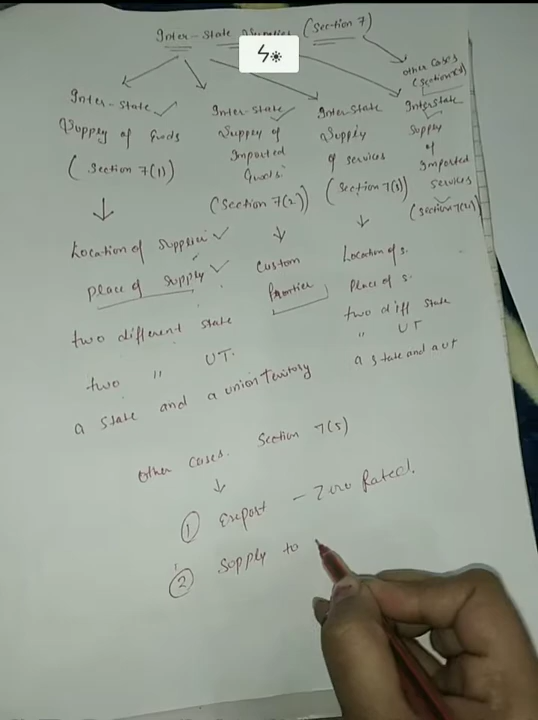 Inter-State Supplies (Section 7)
Inter-State
Supply of Goods
(Section 7(1))
Location of Supplier
place of Supply
two different state
two " UT.
a state and a union Territory
Inter-State
Supply of
Imported
Goods.
(Section 7(2))
Custom
Frontier
Inter-State
Supply
of services
(Section 7(3))
Location of s.
Place of s.
two diff state
" UT
a state and a UT
other cases
Interstate
Supply
of
Imported
Services
(Section 7(4))
Other cases. Section 7(5)
① Export - Zero Rated.
② Supply to